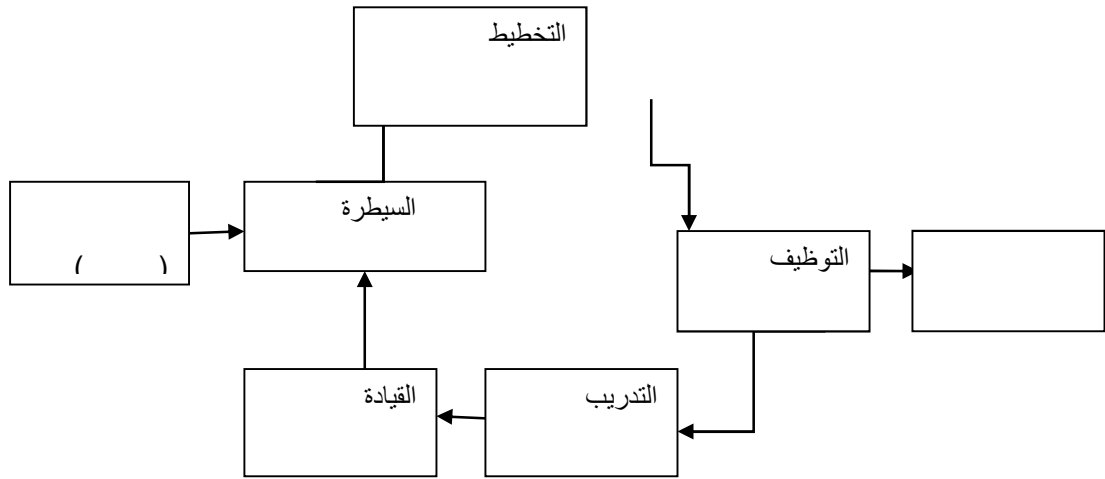 التخطيط
السيطرة
( )
التوظيف
القيادة
التدريب